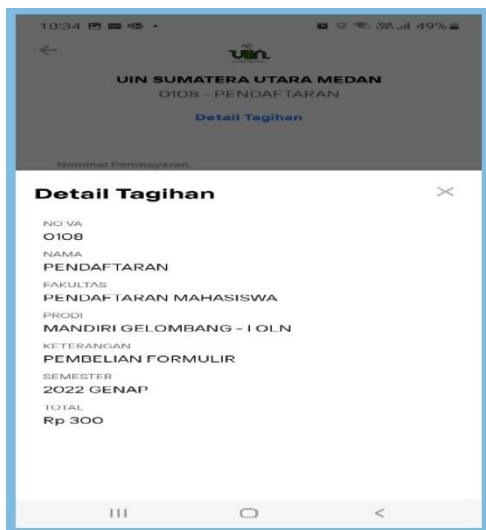 10:34
49%
UIN
UIN SUMATERA UTARA MEDAN
0108 - PENDAFTARAN
Detail Tagihan
Nominal Pembayaran
Detail Tagihan
NO VA
0108
NAMA
PENDAFTARAN
FAKULTAS
PENDAFTARAN MAHASISWA
PRODI
MANDIRI GELOMBANG - I OLN
KETERANGAN
PEMBELIAN FORMULIR
SEMESTER
2022 GENAP
TOTAL
Rp 300